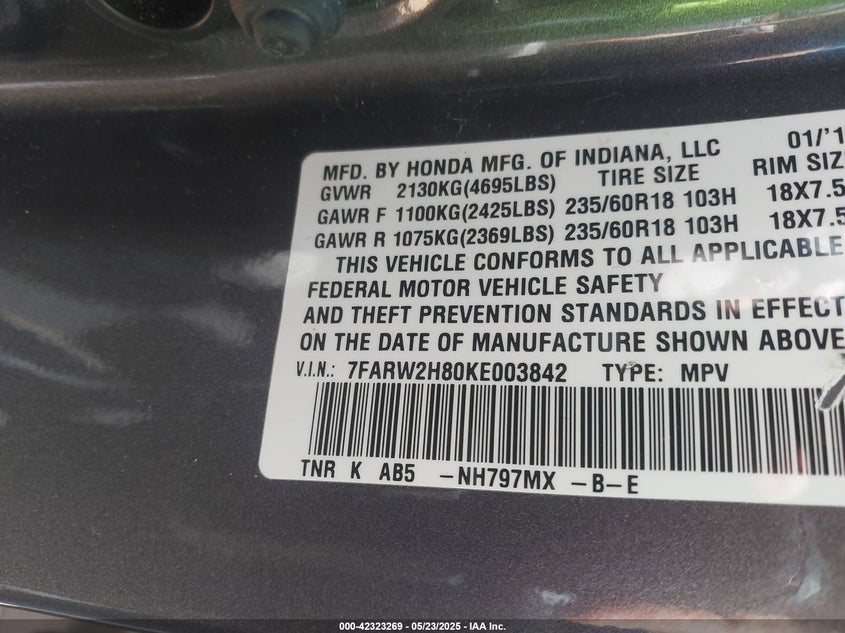 MFD. BY HONDA MFG. OF INDIANA, LLC 01/'1
GVWR 2130KG(4695LBS) TIRE SIZE RIM SIZ
GAWR F 1100KG(2425LBS) 235/60R18 103H 18X7.5
GAWR R 1075KG(2369LBS) 235/60R18 103H 18X7.5
THIS VEHICLE CONFORMS TO ALL APPLICABLE
FEDERAL MOTOR VEHICLE SAFETY
AND THEFT PREVENTION STANDARDS IN EFFECT
ON THE DATE OF MANUFACTURE SHOWN ABOVE
V.I.N.: 7FARW2H80KE003842 TYPE: MPV
TNR K AB5 -NH797MX -B-E
000-42323269 - 05/23/2025 - IAA Inc.